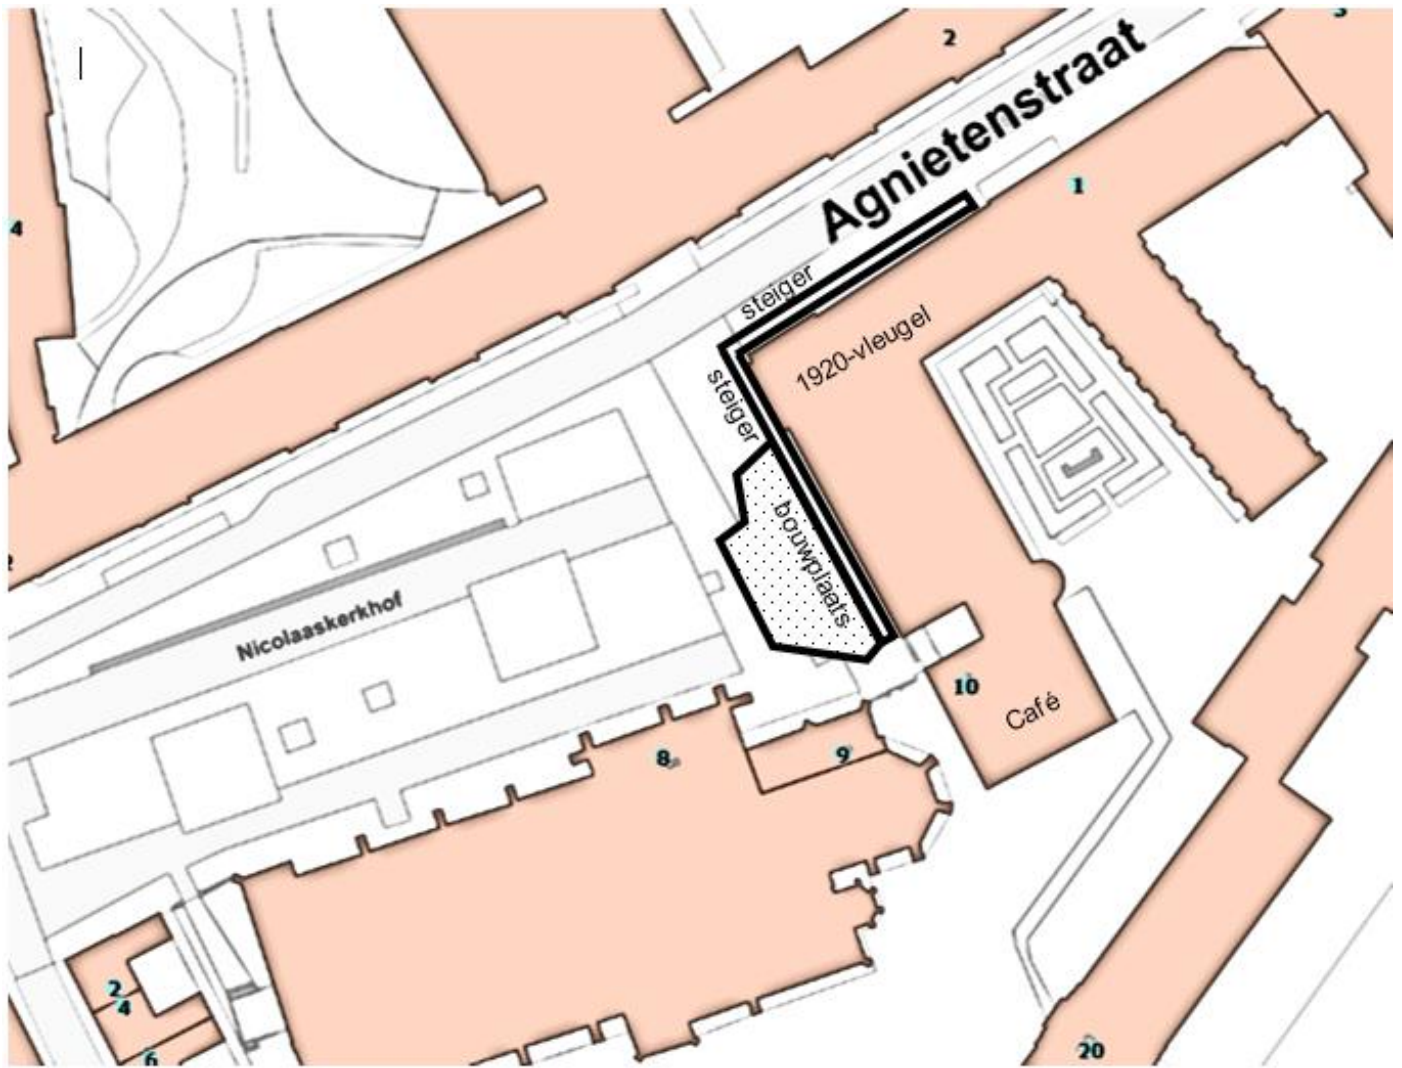 3
2
Agnietenstraat
1
4
steiger
1920-vleugel
steiger
bouwplaats
2
Nicolaaskerkhof
10
Café
8
9
2
4
6
20